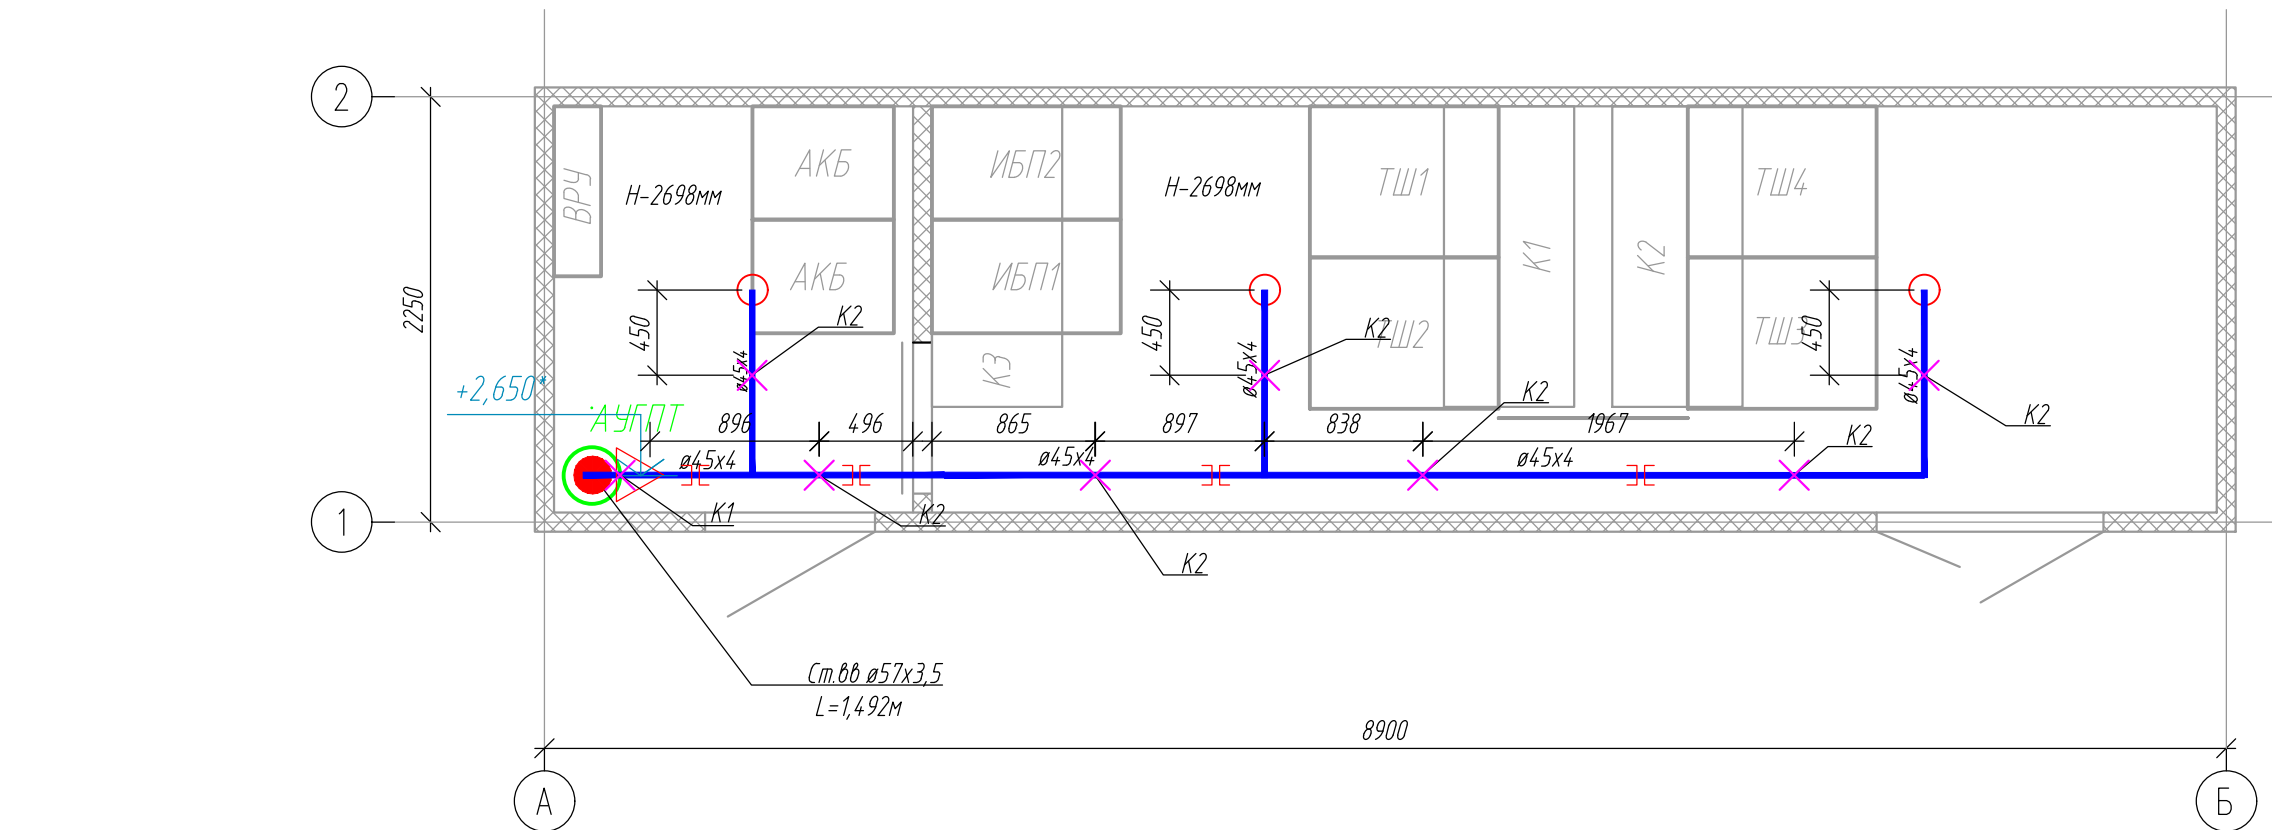 2
ВРУ
Н-2698мм
АКБ
ИБП2
Н-2698мм
ТШ1
ТШ4
К1
К2
АКБ
ИБП1
2250
450
К2
450
К2
ТШ2
450
ТШ3
ø45х4
ø45х4
ø45х4
К3
+2,650*
АУГПТ
896
496
865
897
838
К2
1967
К2
К2
ø45х4
ø45х4
ø45х4
1
К1
К2
К2
Ст.вв ø57х3,5
L=1,492м
8900
А
Б